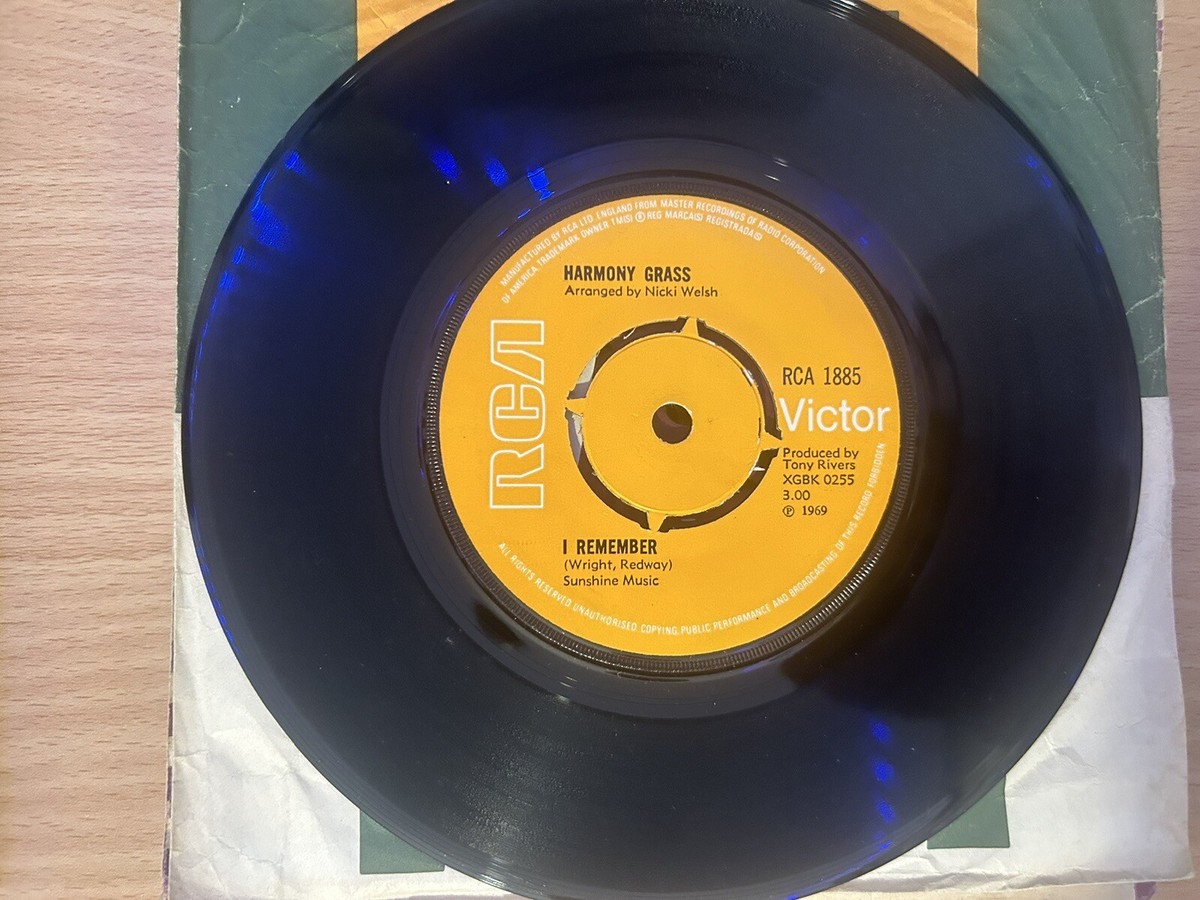 MANUFACTURED BY RCA LTD. ENGLAND FROM MASTER RECORDINGS OF RADIO CORPORATION
OF AMERICA, TRADEMARK OWNER TM(S) ® REG MARCA(S) REGISTRADA(S)
HARMONY GRASS
Arranged by Nicki Welsh
RCA
RCA 1885
Victor
Produced by
Tony Rivers
XGBK 0255
3.00
℗ 1969
I REMEMBER
(Wright, Redway)
Sunshine Music
ALL RIGHTS RESERVED. UNAUTHORISED COPYING, PUBLIC PERFORMANCE AND BROADCASTING OF THIS RECORD FORBIDDEN